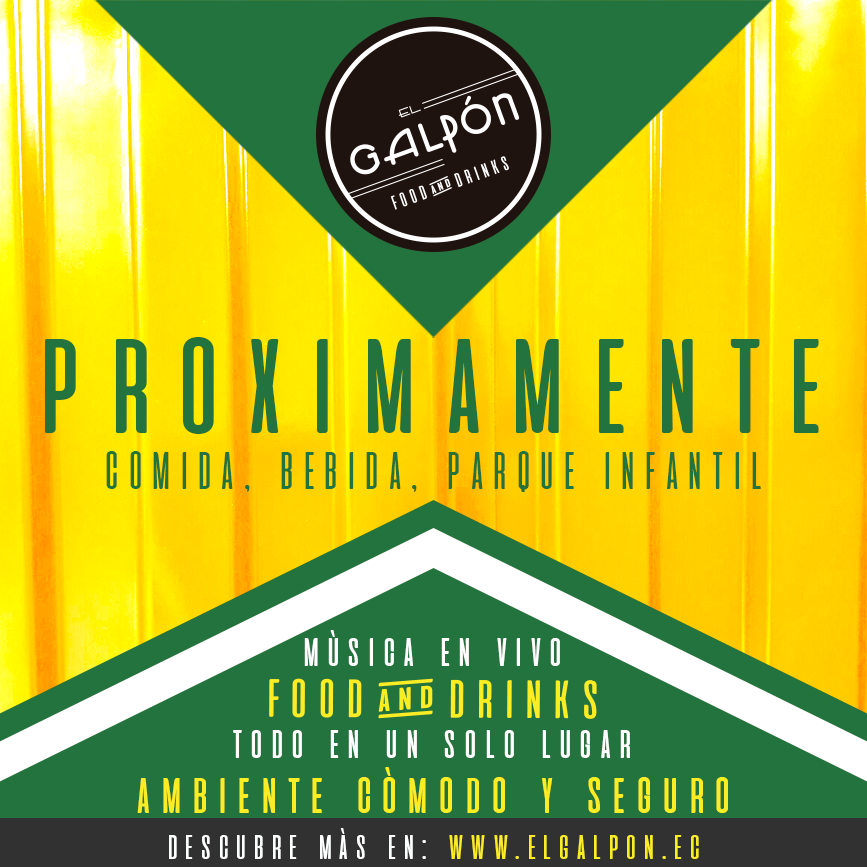 EL
GALPÓN
FOOD AND DRINKS
PROXIMAMENTE
COMIDA, BEBIDA, PARQUE INFANTIL
MÙSICA EN VIVO
FOOD AND DRINKS
TODO EN UN SOLO LUGAR
AMBIENTE CÒMODO Y SEGURO
DESCUBRE MÀS EN: WWW.ELGALPON.EC